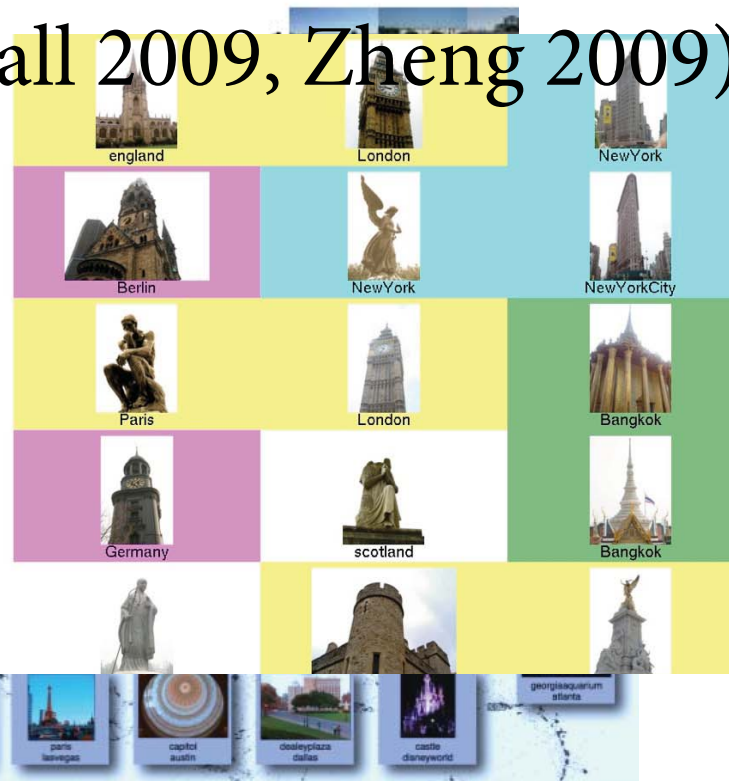 all 2009, Zheng 2009)
england
London
NewYork
Berlin
NewYork
NewYorkCity
Paris
London
Bangkok
Germany
scotland
Bangkok
georgiaaquarium
atlanta
paris
lasvegas
capitol
austin
dealeyplaza
dallas
castle
disneyworld